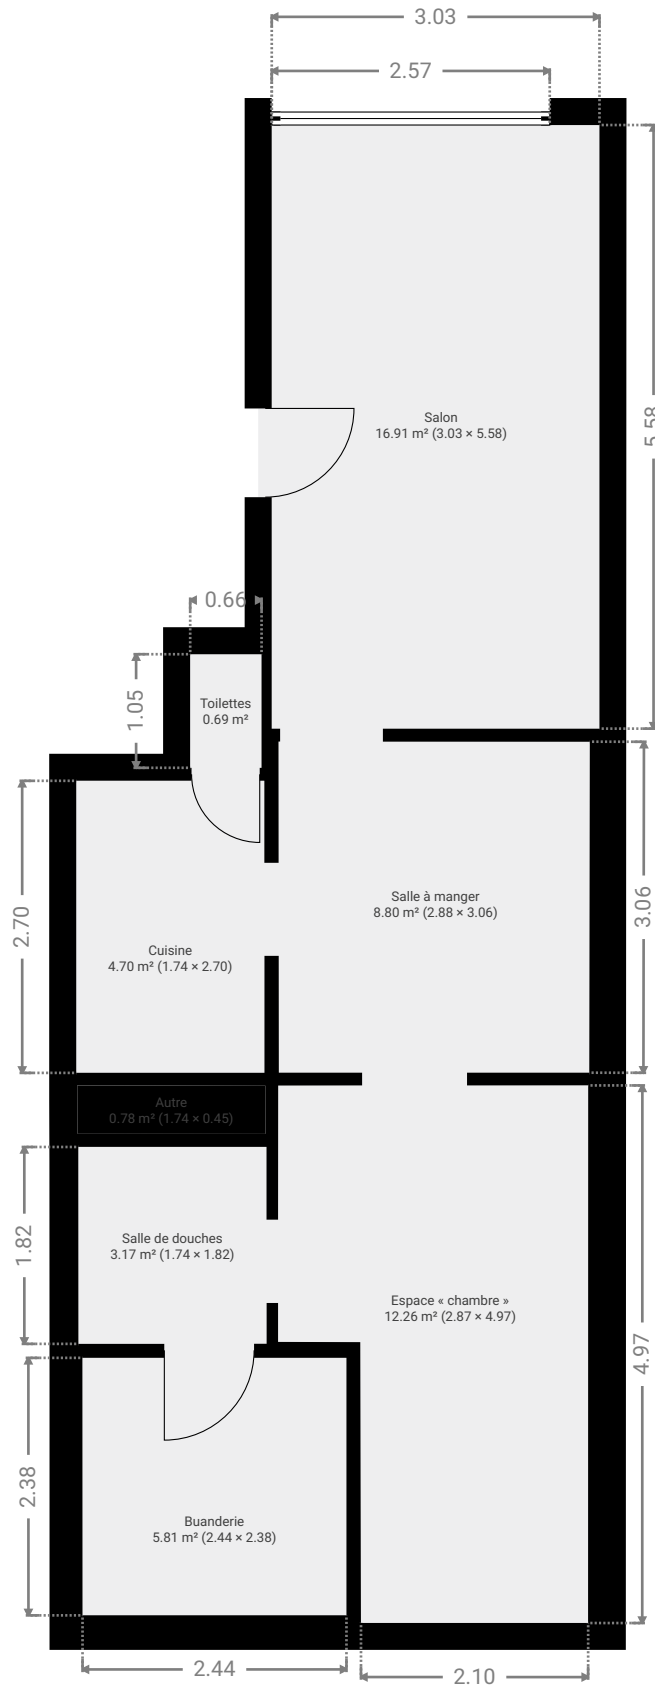 3.03
2.57
5.58
Salon
16.91 m² (3.03 × 5.58)
0.66
1.05
Toilettes
0.69 m²
2.70
Salle à manger
8.80 m² (2.88 × 3.06)
3.06
Cuisine
4.70 m² (1.74 × 2.70)
Autre
0.78 m² (1.74 × 0.45)
1.82
Salle de douches
3.17 m² (1.74 × 1.82)
Espace « chambre »
12.26 m² (2.87 × 4.97)
4.97
2.38
Buanderie
5.81 m² (2.44 × 2.38)
2.44
2.10